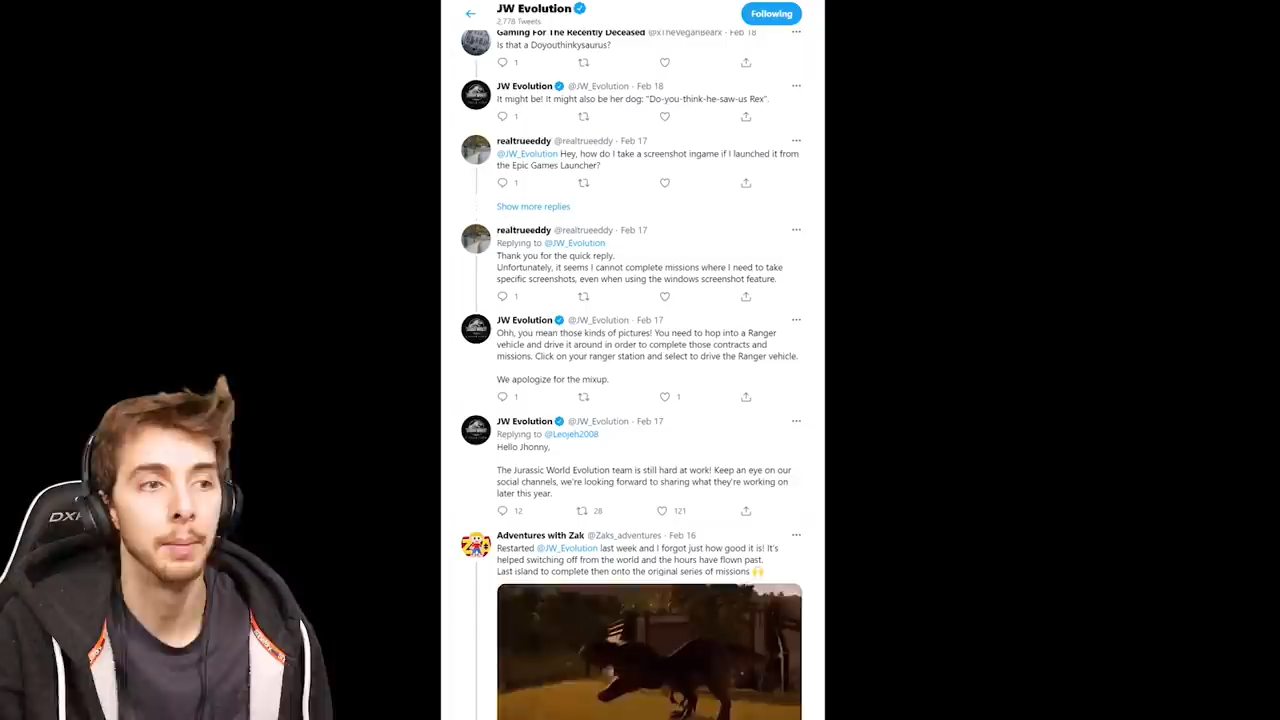 JW Evolution
2,778 Tweets
Following
Gaming For The Recently Deceased @xTheVeganBearx · Feb 18
Is that a Doyouthinkysaurus?
1
JW Evolution @JW_Evolution · Feb 18
It might be! It might also be her dog: "Do-you-think-he-saw-us Rex".
1
realtrueeddy @realtrueeddy · Feb 17
@JW_Evolution Hey, how do I take a screenshot ingame if I launched it from
the Epic Games Launcher?
1
Show more replies
realtrueeddy @realtrueeddy · Feb 17
Replying to @JW_Evolution
Thank you for the quick reply.
Unfortunately, it seems I cannot complete missions where I need to take
specific screenshots, even when using the windows screenshot feature.
1
JW Evolution @JW_Evolution · Feb 17
Ohh, you mean those kinds of pictures! You need to hop into a Ranger
vehicle and drive it around in order to complete those contracts and
missions. Click on your ranger station and select to drive the Ranger vehicle.
We apologize for the mixup.
1 1
JW Evolution @JW_Evolution · Feb 17
Replying to @Leojeh2008
Hello Jhonny,
The Jurassic World Evolution team is still hard at work! Keep an eye on our
social channels, we're looking forward to sharing what they're working on
later this year.
12 28 121
Adventures with Zak @Zaks_adventures · Feb 16
Restarted @JW_Evolution last week and I forgot just how good it is! It's
helped switching off from the world and the hours have flown past.
Last island to complete then onto the original series of missions 🙌